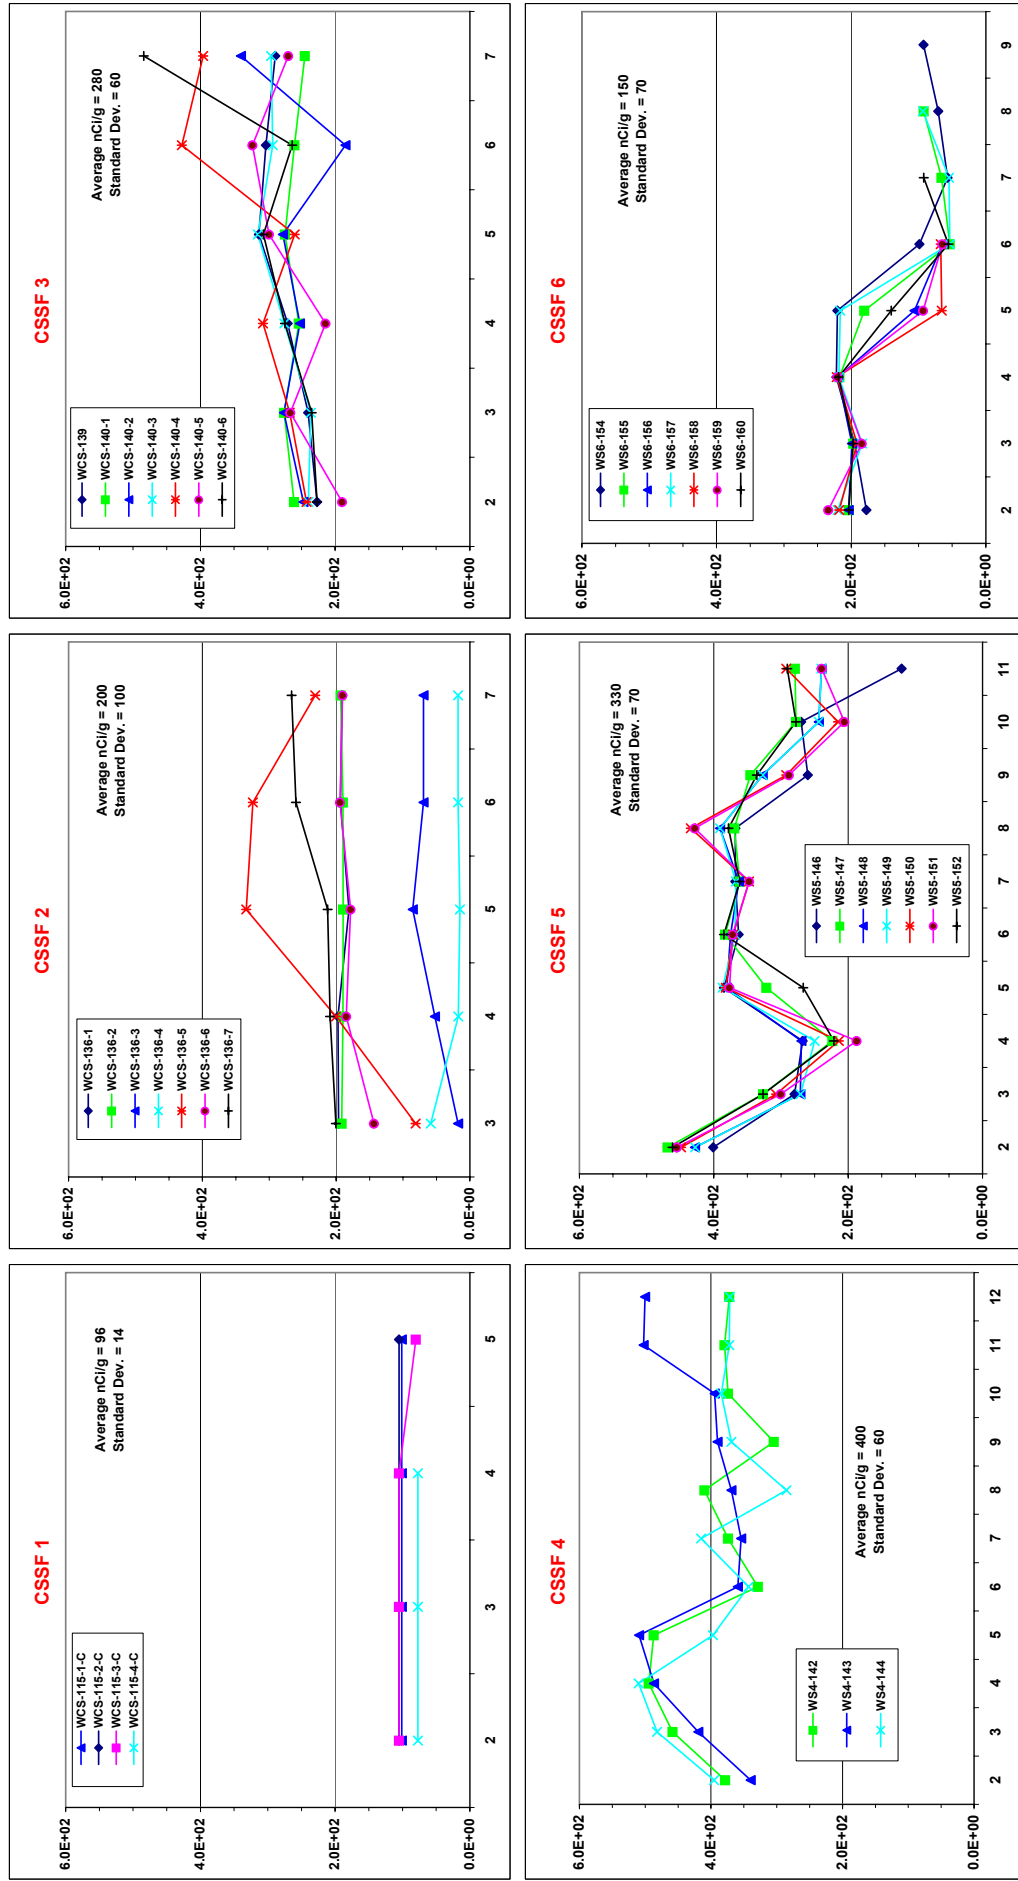 CSSF 1
6.0E+02
4.0E+02
2.0E+02
0.0E+00
WCS-115-1-C
WCS-115-2-C
WCS-115-3-C
WCS-115-4-C
Average nCi/g = 96
Standard Dev. = 14
2 3 4 5
CSSF 2
6.0E+02
4.0E+02
2.0E+02
0.0E+00
WCS-136-1
WCS-136-2
WCS-136-3
WCS-136-4
WCS-136-5
WCS-136-6
WCS-136-7
Average nCi/g = 200
Standard Dev. = 100
3 4 5 6 7
CSSF 3
6.0E+02
4.0E+02
2.0E+02
0.0E+00
WCS-139
WCS-140-1
WCS-140-2
WCS-140-3
WCS-140-4
WCS-140-5
WCS-140-6
Average nCi/g = 280
Standard Dev. = 60
2 3 4 5 6 7
CSSF 4
6.0E+02
4.0E+02
2.0E+02
0.0E+00
WS4-142
WS4-143
WS4-144
Average nCi/g = 400
Standard Dev. = 60
2 3 4 5 6 7 8 9 10 11 12
CSSF 5
6.0E+02
4.0E+02
2.0E+02
0.0E+00
Average nCi/g = 330
Standard Dev. = 70
WS5-146
WS5-147
WS5-148
WS5-149
WS5-150
WS5-151
WS5-152
2 3 4 5 6 7 8 9 10 11
CSSF 6
6.0E+02
4.0E+02
2.0E+02
0.0E+00
WS6-154
WS6-155
WS6-156
WS6-157
WS6-158
WS6-159
WS6-160
Average nCi/g = 150
Standard Dev. = 70
2 3 4 5 6 7 8 9